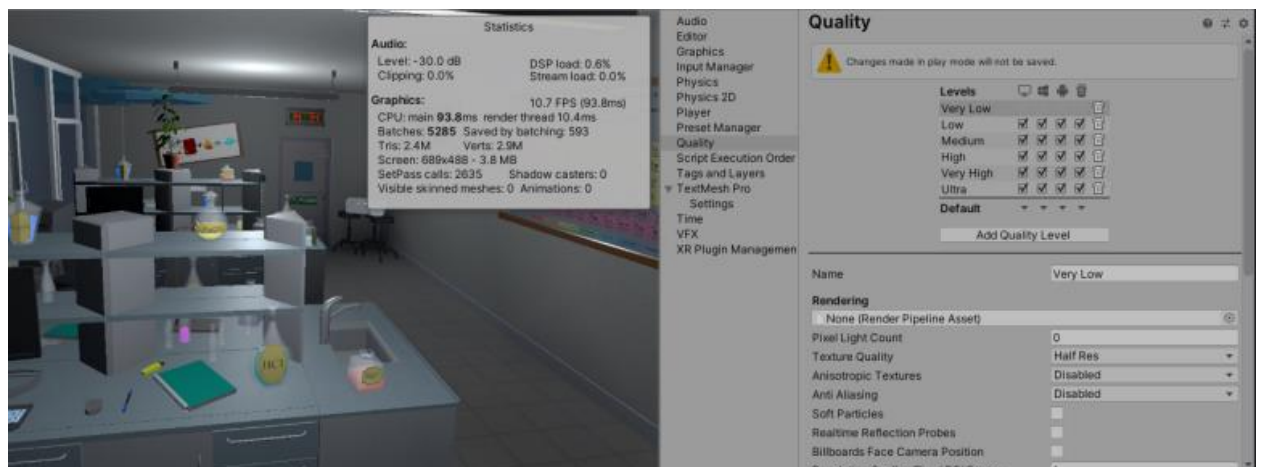 Statistics
Audio:
Level: -30.0 dB DSP load: 0.6%
Clipping: 0.0% Stream load: 0.0%
Graphics: 10.7 FPS (93.8ms)
CPU: main 93.8ms render thread 10.4ms
Batches: 5285 Saved by batching: 593
Tris: 2.4M Verts: 2.9M
Screen: 689x488 - 3.8 MB
SetPass calls: 2635 Shadow casters: 0
Visible skinned meshes: 0 Animations: 0
HCl
Audio
Editor
Graphics
Input Manager
Physics
Physics 2D
Player
Preset Manager
Quality
Script Execution Order
Tags and Layers
TextMesh Pro
Settings
Time
VFX
XR Plugin Managemen
Quality
Changes made in play mode will not be saved.
Levels
Very Low
Low
Medium
High
Very High
Ultra
Default
Add Quality Level
Name Very Low
Rendering
None (Render Pipeline Asset)
Pixel Light Count 0
Texture Quality Half Res
Anisotropic Textures Disabled
Anti Aliasing Disabled
Soft Particles
Realtime Reflection Probes
Billboards Face Camera Position